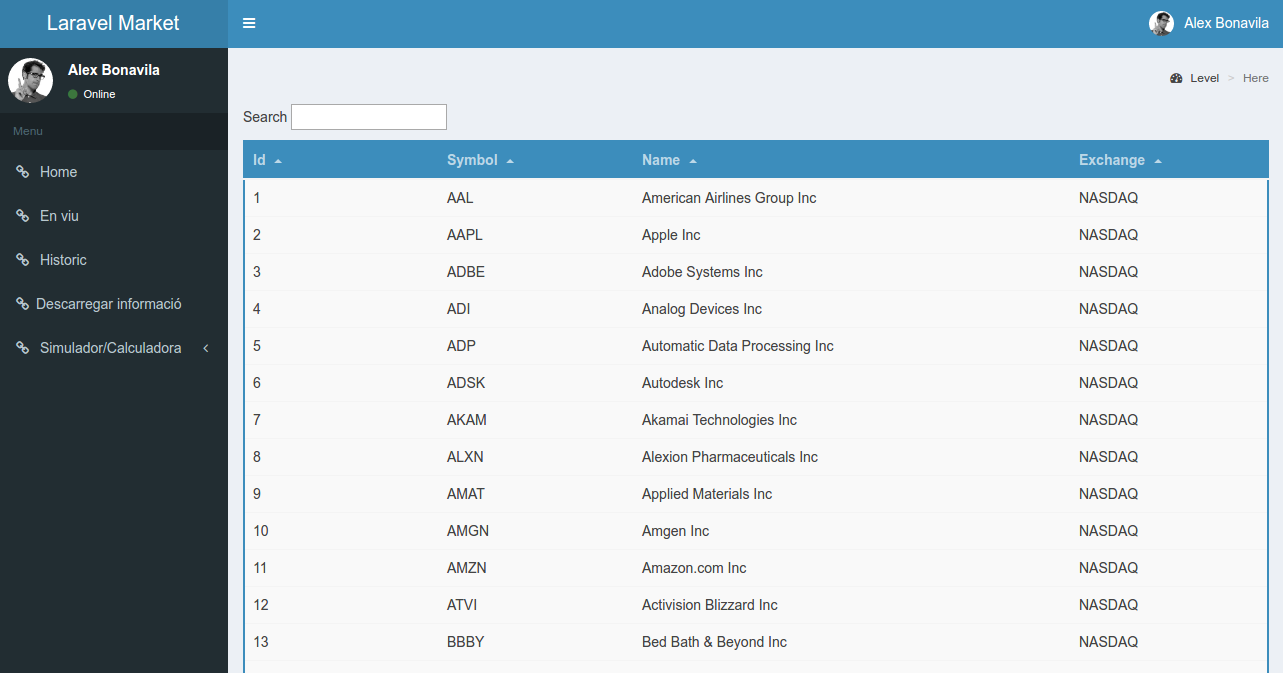 Laravel Market
Alex Bonavila
Alex Bonavila
Online
Menu
Home
En viu
Historic
Descarregar informació
Simulador/Calculadora
Level > Here
Search
Id Symbol Name Exchange
1 AAL American Airlines Group Inc NASDAQ
2 AAPL Apple Inc NASDAQ
3 ADBE Adobe Systems Inc NASDAQ
4 ADI Analog Devices Inc NASDAQ
5 ADP Automatic Data Processing Inc NASDAQ
6 ADSK Autodesk Inc NASDAQ
7 AKAM Akamai Technologies Inc NASDAQ
8 ALXN Alexion Pharmaceuticals Inc NASDAQ
9 AMAT Applied Materials Inc NASDAQ
10 AMGN Amgen Inc NASDAQ
11 AMZN Amazon.com Inc NASDAQ
12 ATVI Activision Blizzard Inc NASDAQ
13 BBBY Bed Bath & Beyond Inc NASDAQ